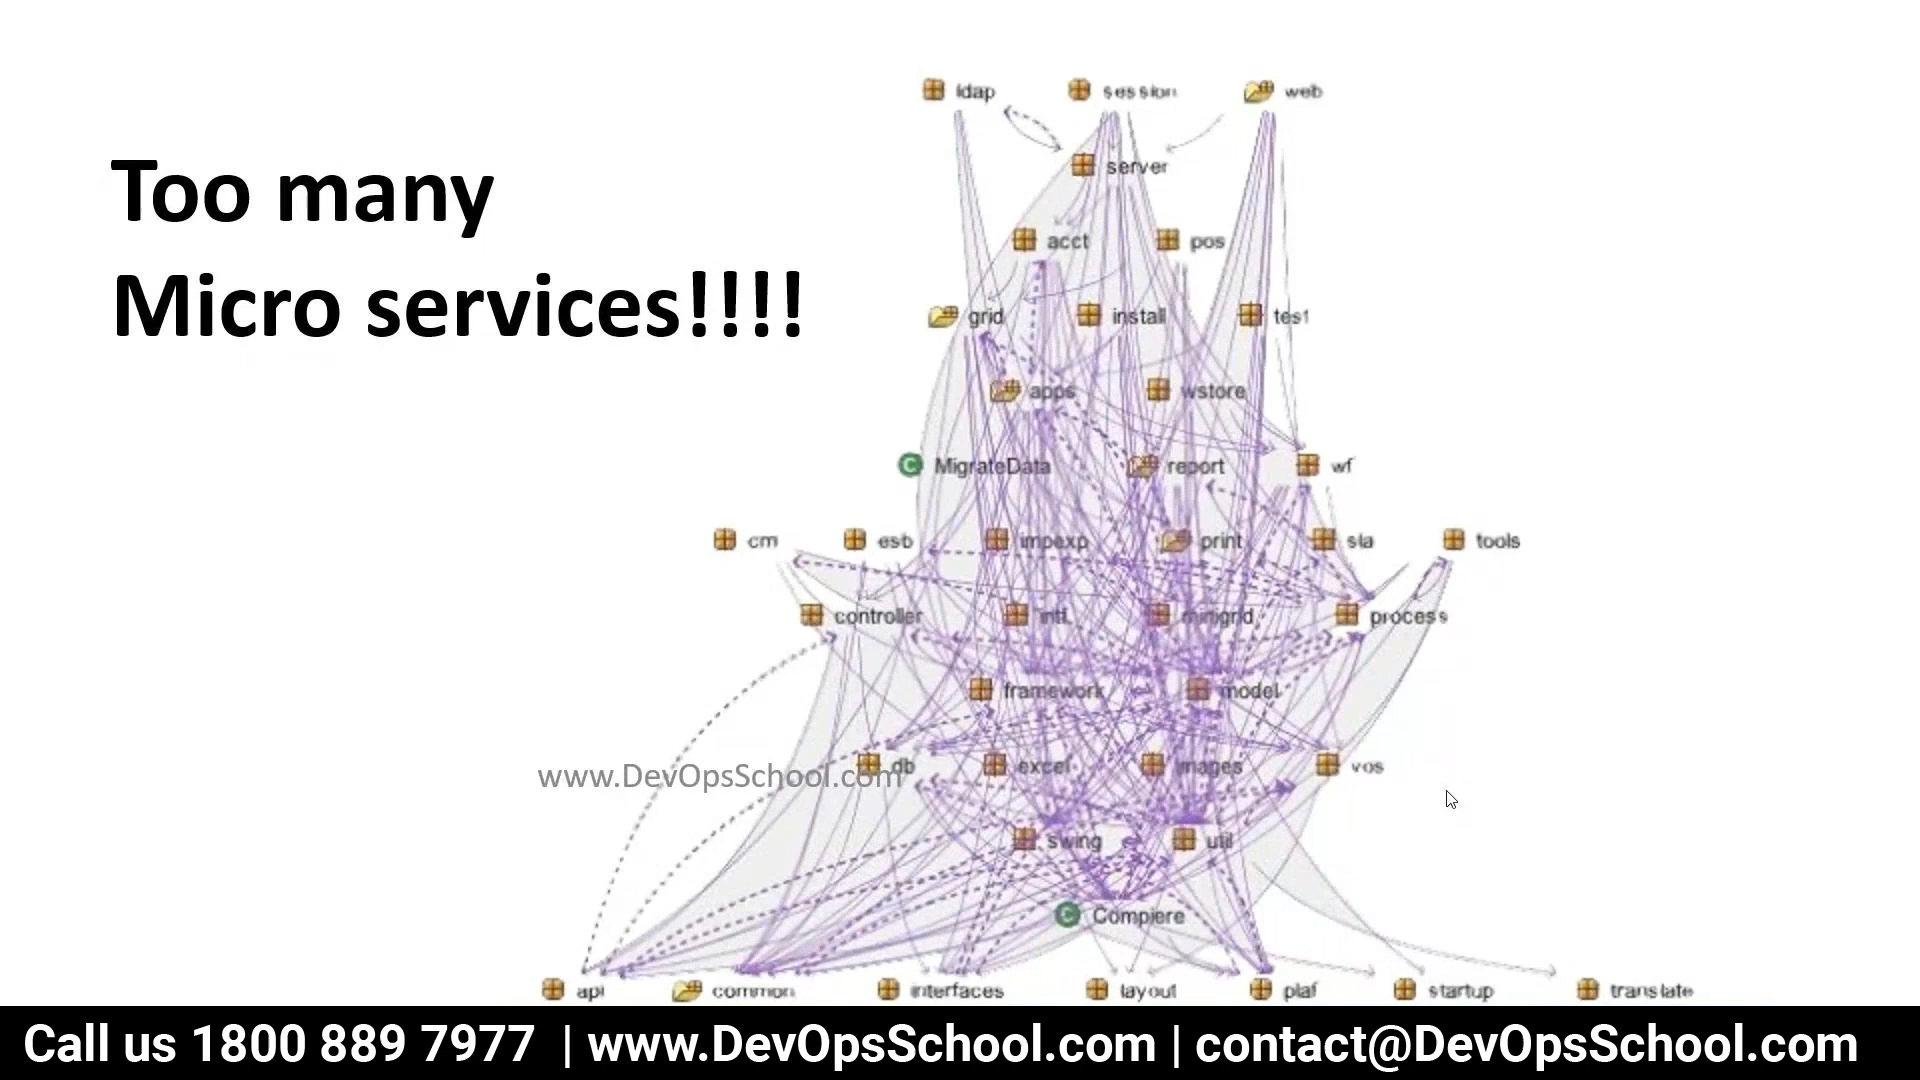 Too many
Micro services!!!!
ldap session web
server
acct pos
grid install test
apps wstore
MigrateData report wf
cm esb impexp print sla tools
controller intl minigrid process
framework model
www.DevOpsSchool.com
db excel images vos
swing util
Compiere
api common interfaces layout plaf startup translate
Call us 1800 889 7977 | www.DevOpsSchool.com | contact@DevOpsSchool.com